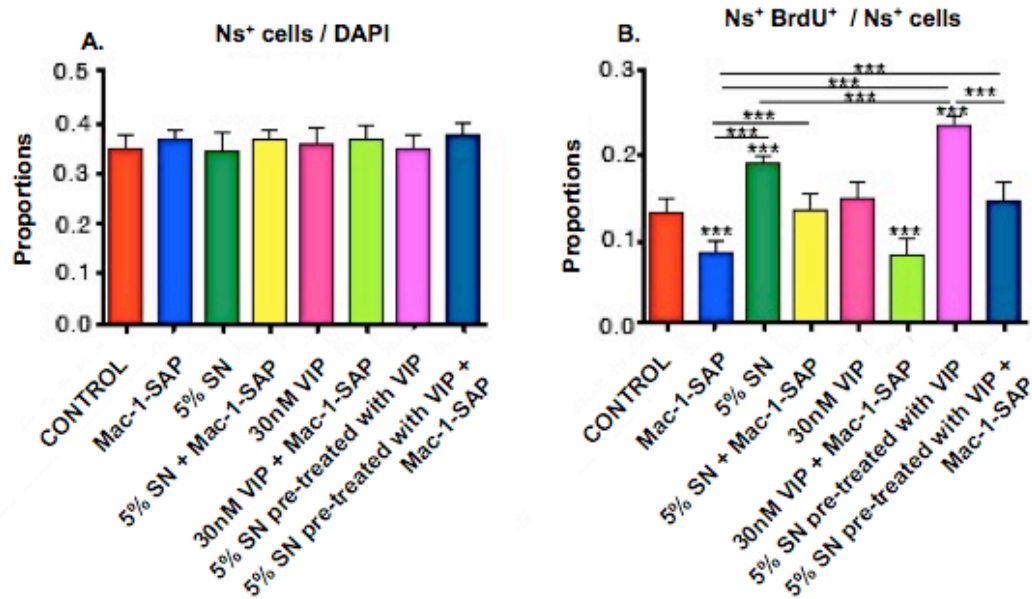 A.
Ns⁺ cells / DAPI
Proportions
0.5
0.4
0.3
0.2
0.1
0.0
CONTROL
Mac-1-SAP
5% SN
5% SN + Mac-1-SAP
30nM VIP
30nM VIP + Mac-1-SAP
5% SN pre-treated with VIP
5% SN pre-treated with VIP +
Mac-1-SAP
B.
Ns⁺ BrdU⁺ / Ns⁺ cells
Proportions
0.3
0.2
0.1
0.0
***
***
***
***
***
***
***
***
***
***
CONTROL
Mac-1-SAP
5% SN
5% SN + Mac-1-SAP
30nM VIP
30nM VIP + Mac-1-SAP
5% SN pre-treated with VIP
5% SN pre-treated with VIP +
Mac-1-SAP